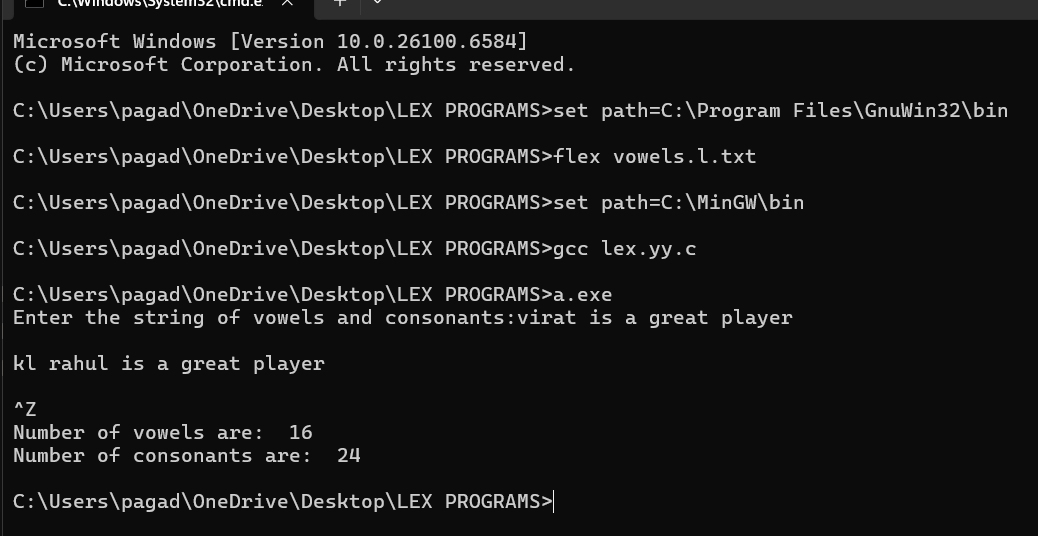 C:\Windows\System32\cmd.e
Microsoft Windows [Version 10.0.26100.6584]
(c) Microsoft Corporation. All rights reserved.
C:\Users\pagad\OneDrive\Desktop\LEX PROGRAMS>set path=C:\Program Files\GnuWin32\bin
C:\Users\pagad\OneDrive\Desktop\LEX PROGRAMS>flex vowels.l.txt
C:\Users\pagad\OneDrive\Desktop\LEX PROGRAMS>set path=C:\MinGW\bin
C:\Users\pagad\OneDrive\Desktop\LEX PROGRAMS>gcc lex.yy.c
C:\Users\pagad\OneDrive\Desktop\LEX PROGRAMS>a.exe
Enter the string of vowels and consonants:virat is a great player
kl rahul is a great player
^Z
Number of vowels are:  16
Number of consonants are:  24
C:\Users\pagad\OneDrive\Desktop\LEX PROGRAMS>